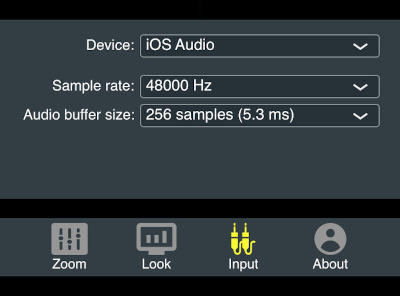 Device: iOS Audio
Sample rate: 48000 Hz
Audio buffer size: 256 samples (5.3 ms)
Zoom Look Input About